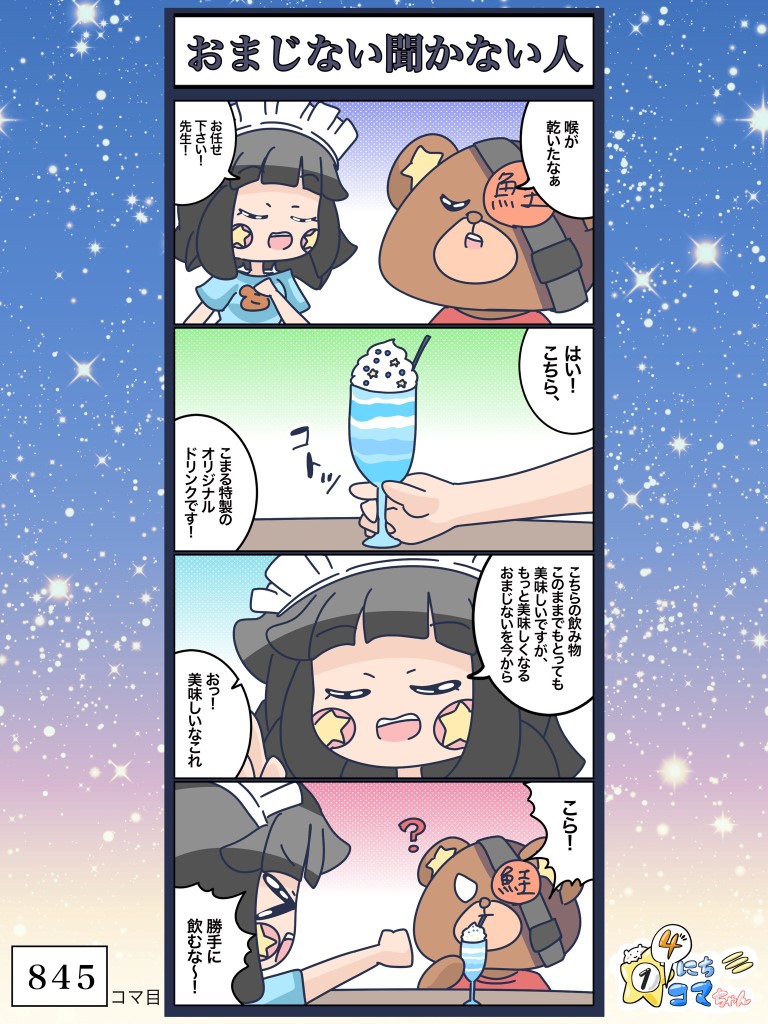 おまじない聞かない人
喉が
乾いたなぁ
鮭
お任せ
下さい!
先生!
はい!
こちら、
コトッ
こまる特製の
オリジナル
ドリンクです!
こちらの飲み物
このままでもとっても
美味しいですが、
もっと美味しくなる
おまじないを今から
おっ!
美味しいなこれ
こら!
?
鮭
勝手に
飲むな〜!
845
コマ目
1
にち
4
コマ
ちゃん